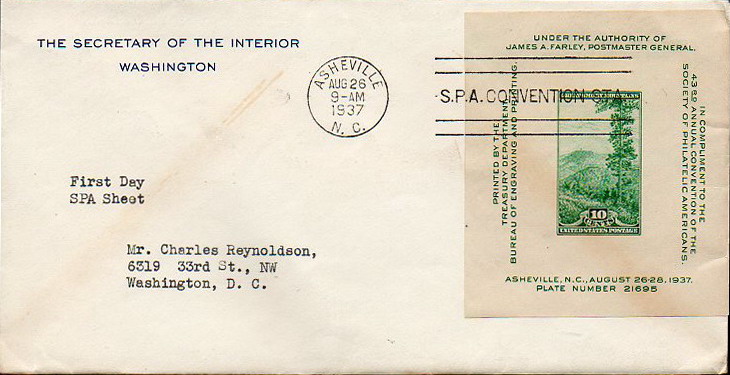 THE SECRETARY OF THE INTERIOR
WASHINGTON
ASHEVILLE
AUG 26
9-AM
1937
N. C.
S.P.A. CONVENTION STA.
First Day
SPA Sheet
Mr. Charles Reynoldson,
6319 33rd St., NW
Washington, D. C.
UNDER THE AUTHORITY OF
JAMES A. FARLEY, POSTMASTER GENERAL.
PRINTED BY THE
TREASURY DEPARTMENT,
BUREAU OF ENGRAVING AND PRINTING.
IN COMPLIMENT TO THE
43RD ANNUAL CONVENTION OF THE
SOCIETY OF PHILATELIC AMERICANS.
10
CENTS
UNITED STATES POSTAGE
ASHEVILLE, N.C., AUGUST 26-28, 1937.
PLATE NUMBER 21695